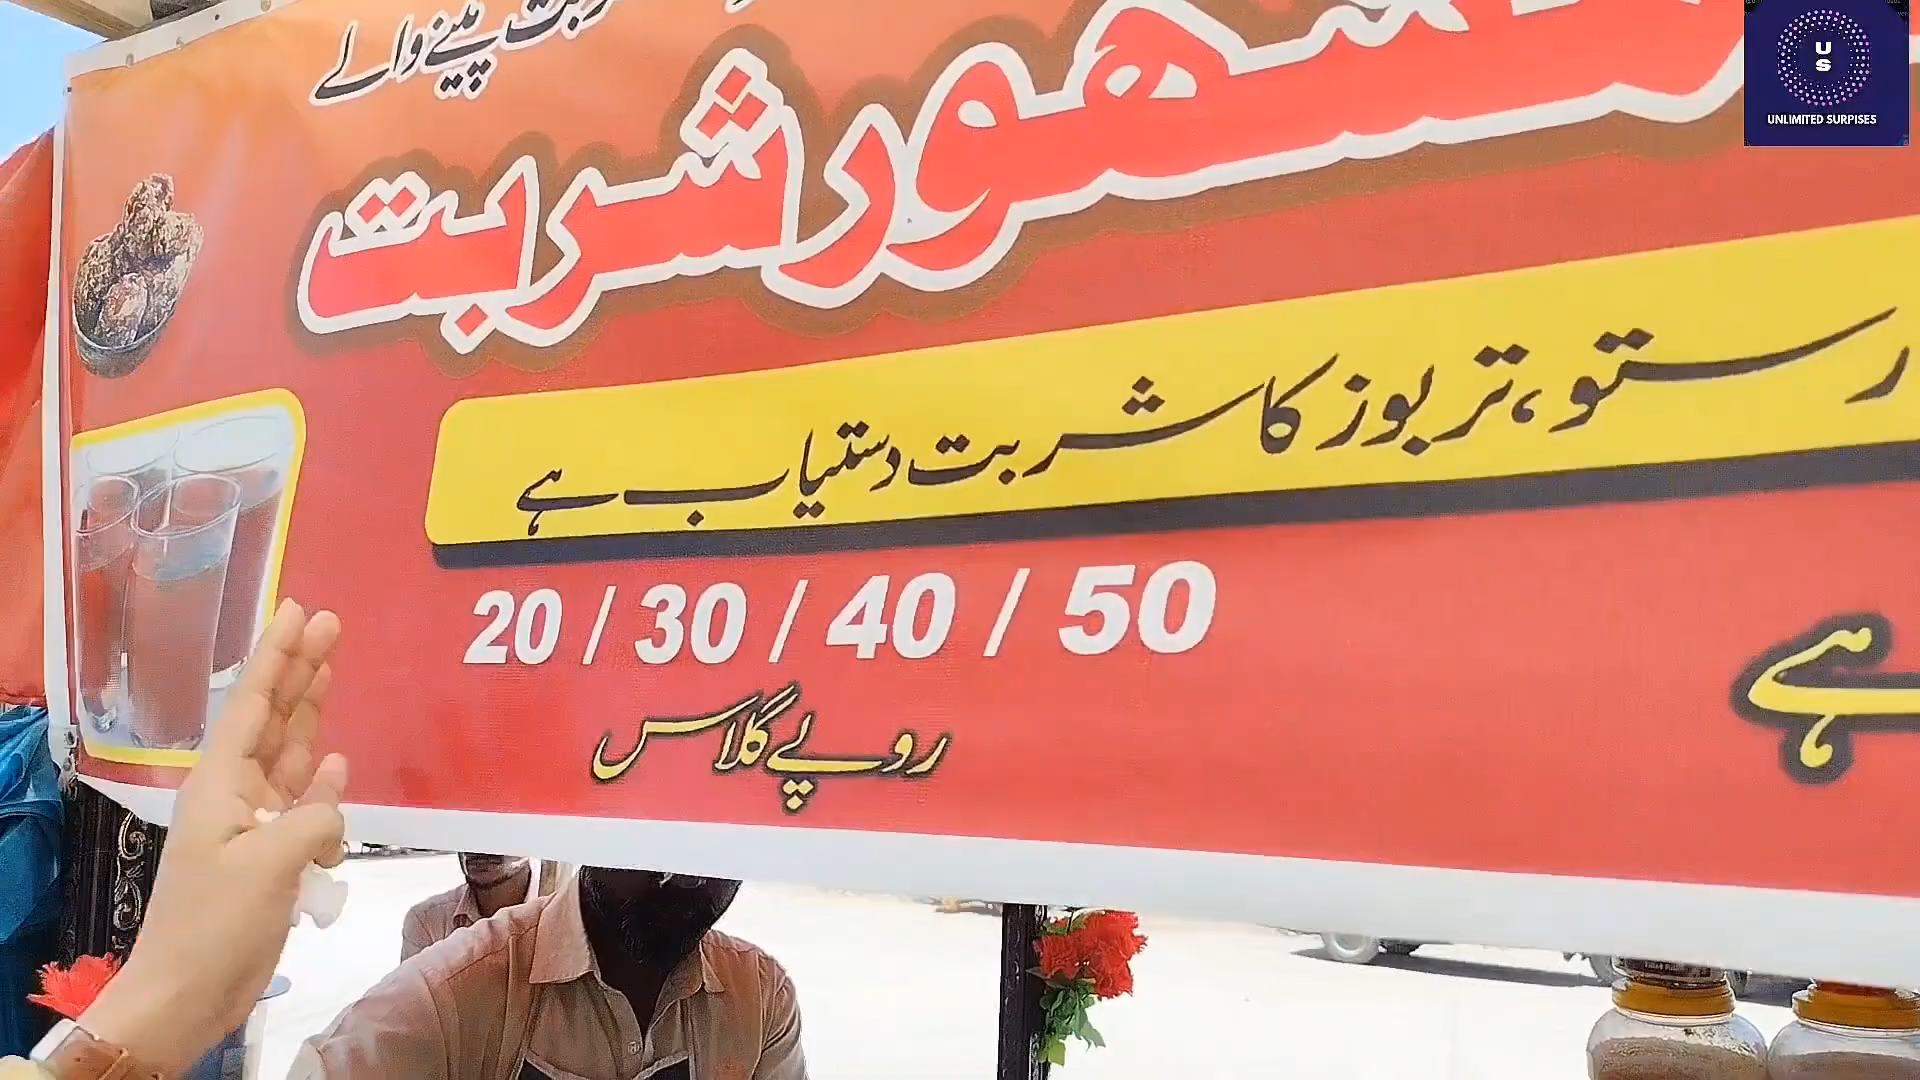 شربت پینے والے
مشہور شربت
ستو ،تربوز کا شربت دستیاب ہے
20 / 30 / 40 / 50
روپے گلاس
ہے
U
S
UNLIMITED SURPISES